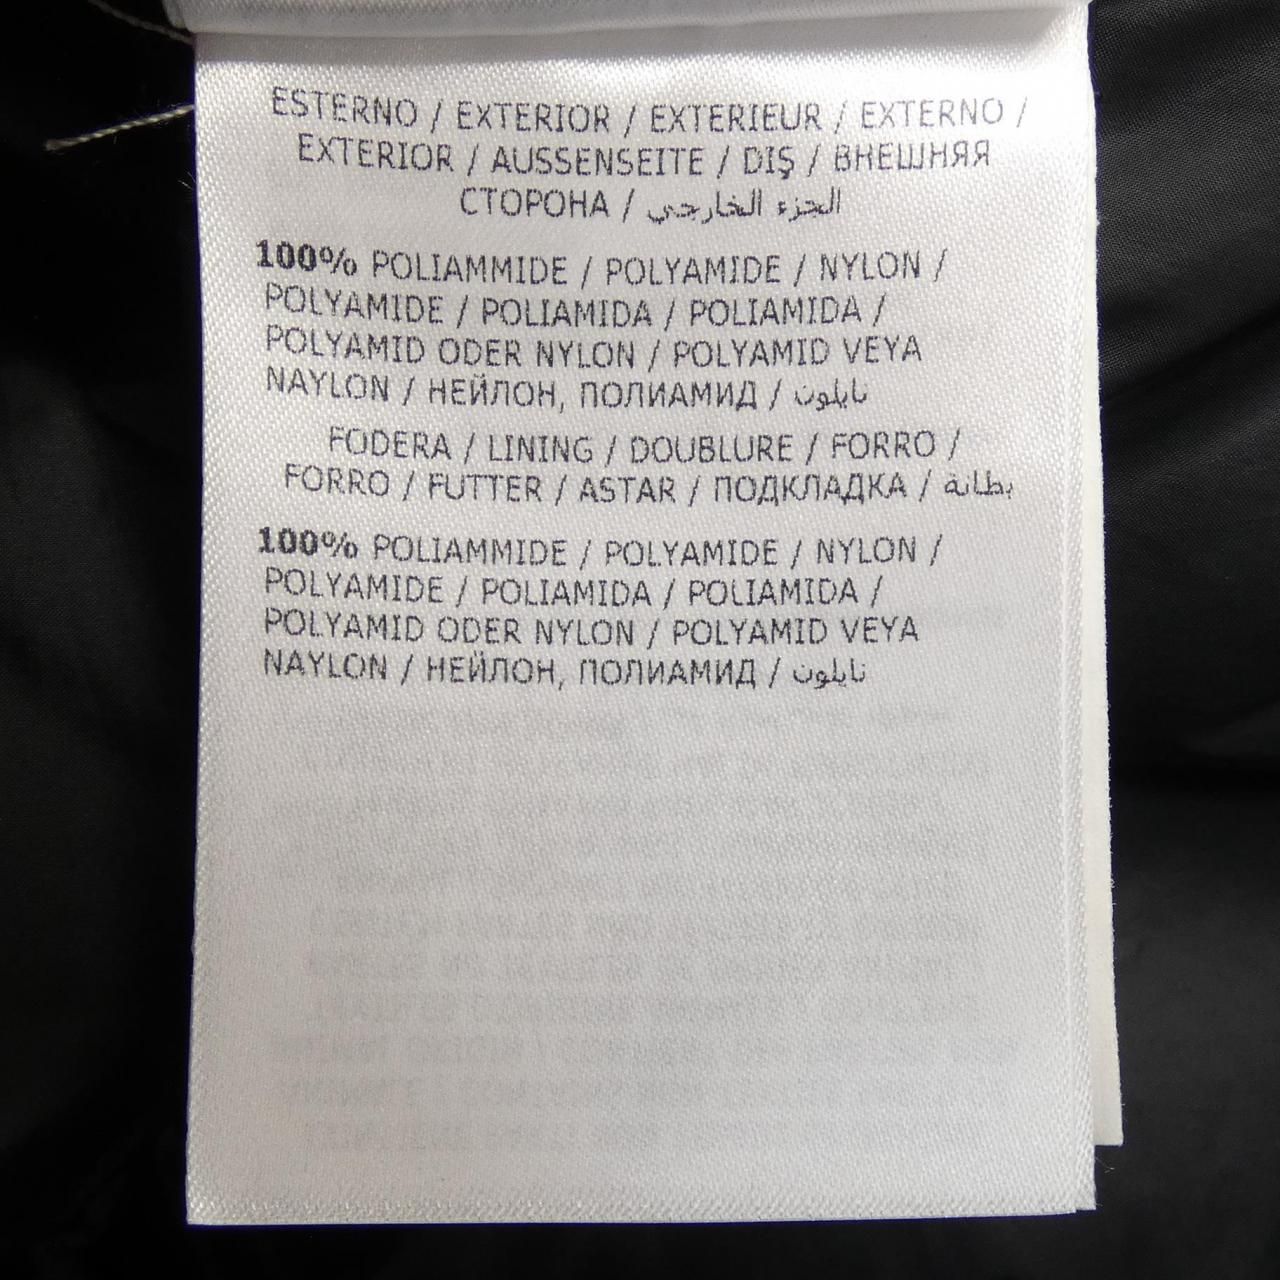 ESTERNO / EXTERIOR / EXTERIEUR / EXTERNO /
EXTERIOR / AUSSENSEITE / DIŞ / ВНЕШНЯЯ
СТОРОНА / الجزء الخارجي
100% POLIAMMIDE / POLYAMIDE / NYLON /
POLYAMIDE / POLIAMIDA / POLIAMIDA /
POLYAMID ODER NYLON / POLYAMID VEYA
NAYLON / НЕЙЛОН, ПОЛИАМИД / نايلون
FODERA / LINING / DOUBLURE / FORRO /
FORRO / FUTTER / ASTAR / ПОДКЛАДКА / بطانة
100% POLIAMMIDE / POLYAMIDE / NYLON /
POLYAMIDE / POLIAMIDA / POLIAMIDA /
POLYAMID ODER NYLON / POLYAMID VEYA
NAYLON / НЕЙЛОН, ПОЛИАМИД / نايلون